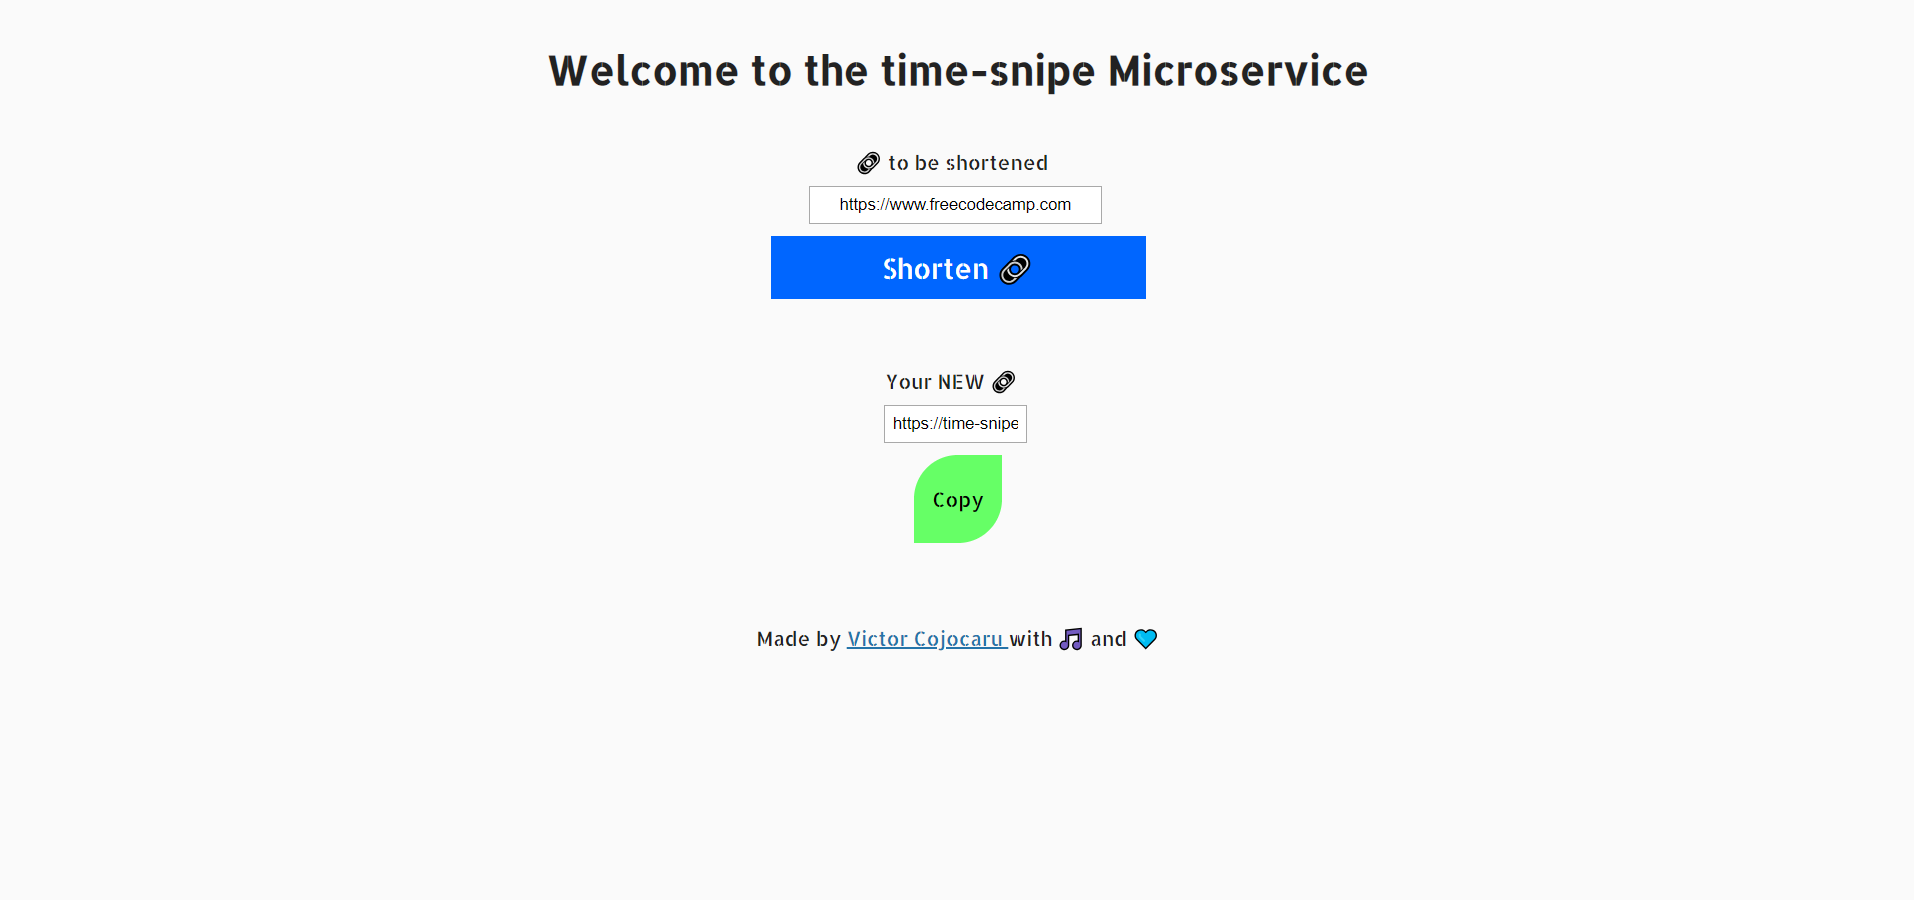 Welcome to the time-snipe Microservice
🔗 to be shortened
https://www.freecodecamp.com
Shorten 🔗
Your NEW 🔗
https://time-snipe
Copy
Made by Victor Cojocaru with 🎵 and 💙